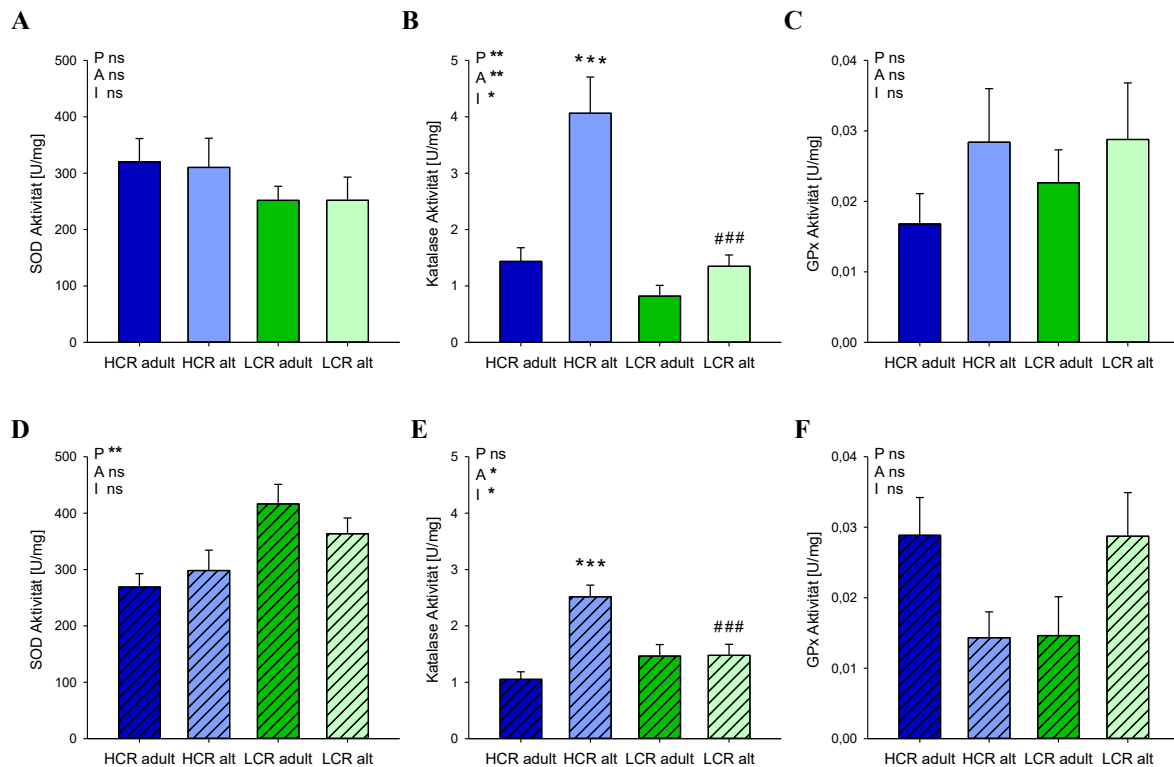 A
P ns
A ns
I ns
SOD Aktivität [U/mg]
500
400
300
200
100
0
HCR adult HCR alt LCR adult LCR alt
B
P **
A **
I *
Katalase Aktivität [U/mg]
5
4
3
2
1
0
***
###
HCR adult HCR alt LCR adult LCR alt
C
P ns
A ns
I ns
GPx Aktivität [U/mg]
0,04
0,03
0,02
0,01
0,00
HCR adult HCR alt LCR adult LCR alt
D
P **
A ns
I ns
SOD Aktivität [U/mg]
500
400
300
200
100
0
HCR adult HCR alt LCR adult LCR alt
E
P ns
A *
I *
Katalase Aktivität [U/mg]
5
4
3
2
1
0
***
###
HCR adult HCR alt LCR adult LCR alt
F
P ns
A ns
I ns
GPx Aktivität [U/mg]
0,04
0,03
0,02
0,01
0,00
HCR adult HCR alt LCR adult LCR alt